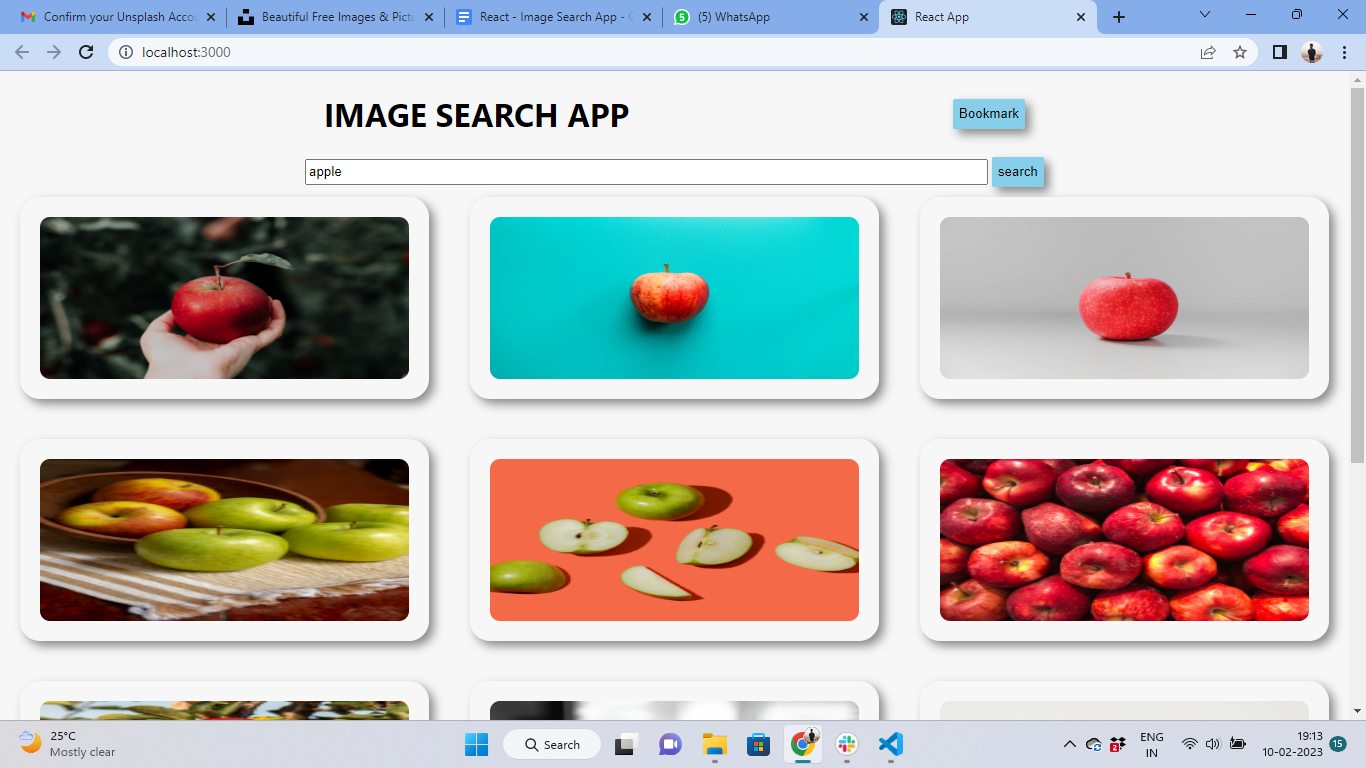 Confirm your Unsplash Accou
Beautiful Free Images & Pictu
React - Image Search App - G
(5) WhatsApp
React App
localhost:3000
IMAGE SEARCH APP
Bookmark
apple
search
25°C
Mostly clear
Search
ENG
IN
19:13
10-02-2023
15